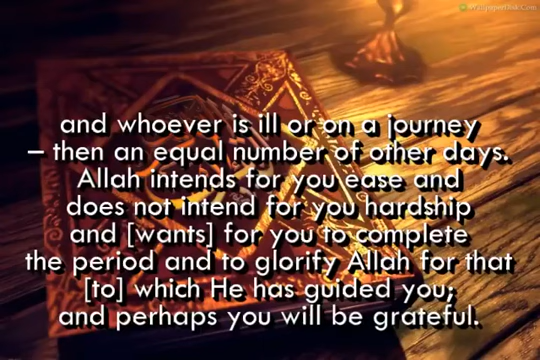 and whoever is ill or on a journey
– then an equal number of other days.
Allah intends for you ease and
does not intend for you hardship
and [wants] for you to complete
the period and to glorify Allah for that
[to] which He has guided you;
and perhaps you will be grateful.